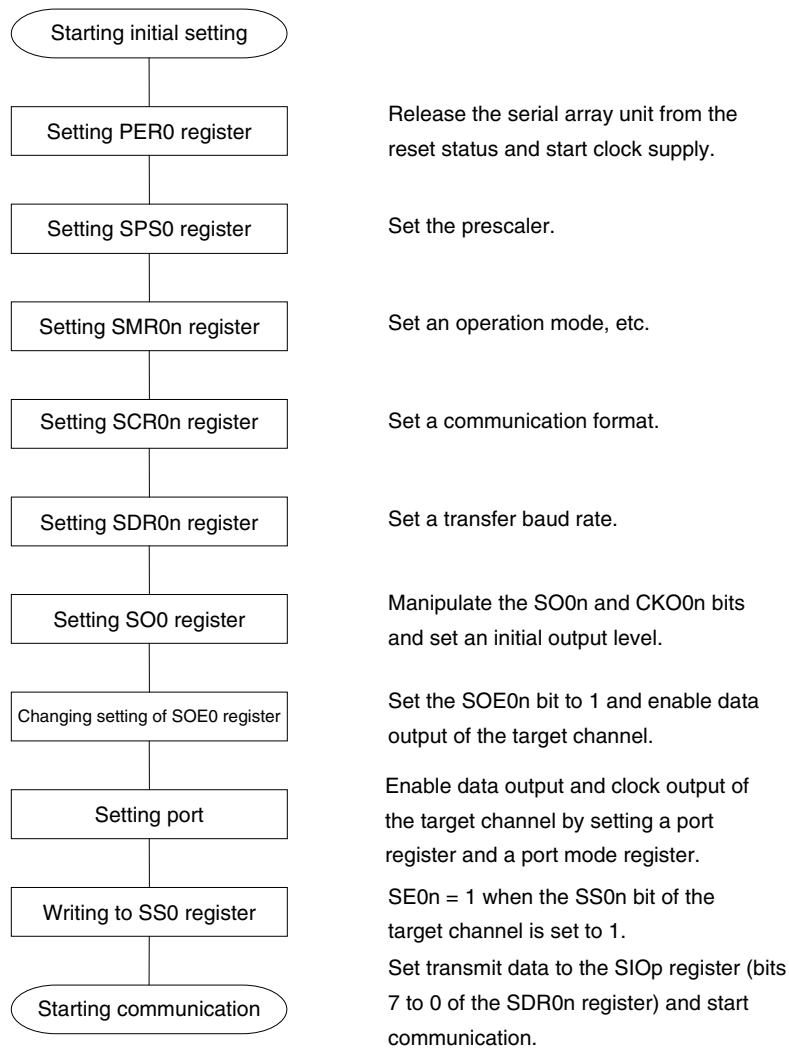 Starting initial setting
Setting PER0 register
Release the serial array unit from the
reset status and start clock supply.
Setting SPS0 register
Set the prescaler.
Setting SMR0n register
Set an operation mode, etc.
Setting SCR0n register
Set a communication format.
Setting SDR0n register
Set a transfer baud rate.
Setting SO0 register
Manipulate the SO0n and CKO0n bits
and set an initial output level.
Changing setting of SOE0 register
Set the SOE0n bit to 1 and enable data
output of the target channel.
Setting port
Enable data output and clock output of
the target channel by setting a port
register and a port mode register.
Writing to SS0 register
SE0n = 1 when the SS0n bit of the
target channel is set to 1.
Starting communication
Set transmit data to the SIOp register (bits
7 to 0 of the SDR0n register) and start
communication.